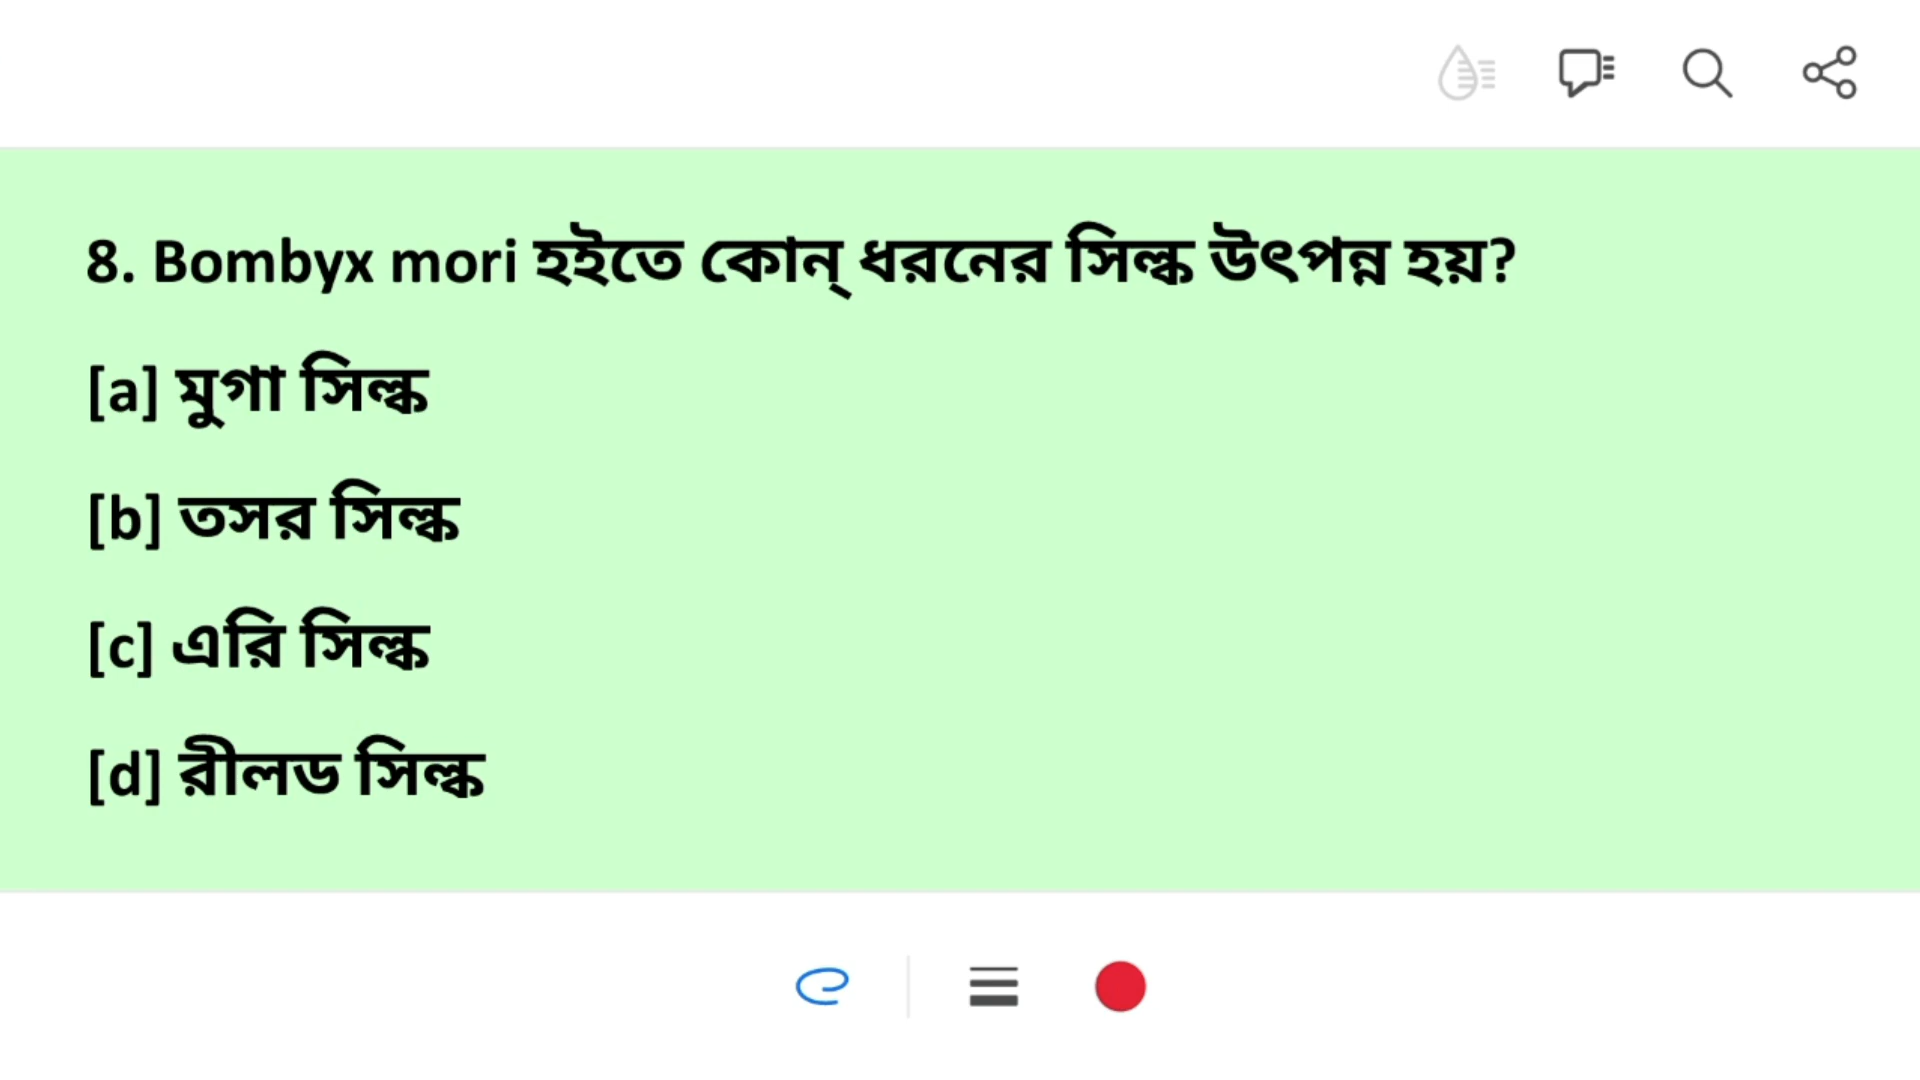 8. Bombyx mori হইতে কোন্ ধরনের সিল্ক উৎপন্ন হয়?
[a] মুগা সিল্ক
[b] তসর সিল্ক
[c] এরি সিল্ক
[d] রীলড সিল্ক